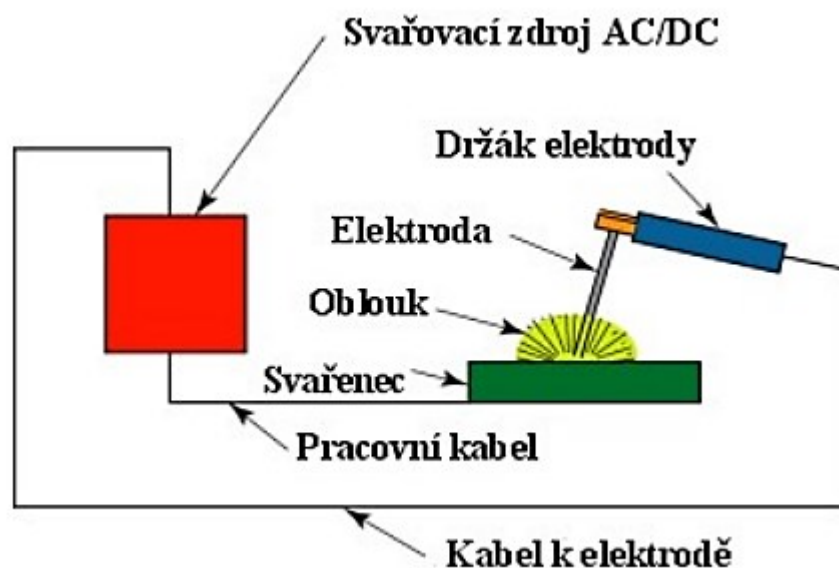 Svařovací zdroj AC/DC
Držák elektrody
Elektroda
Oblouk
Svařenec
Pracovní kabel
Kabel k elektrodě